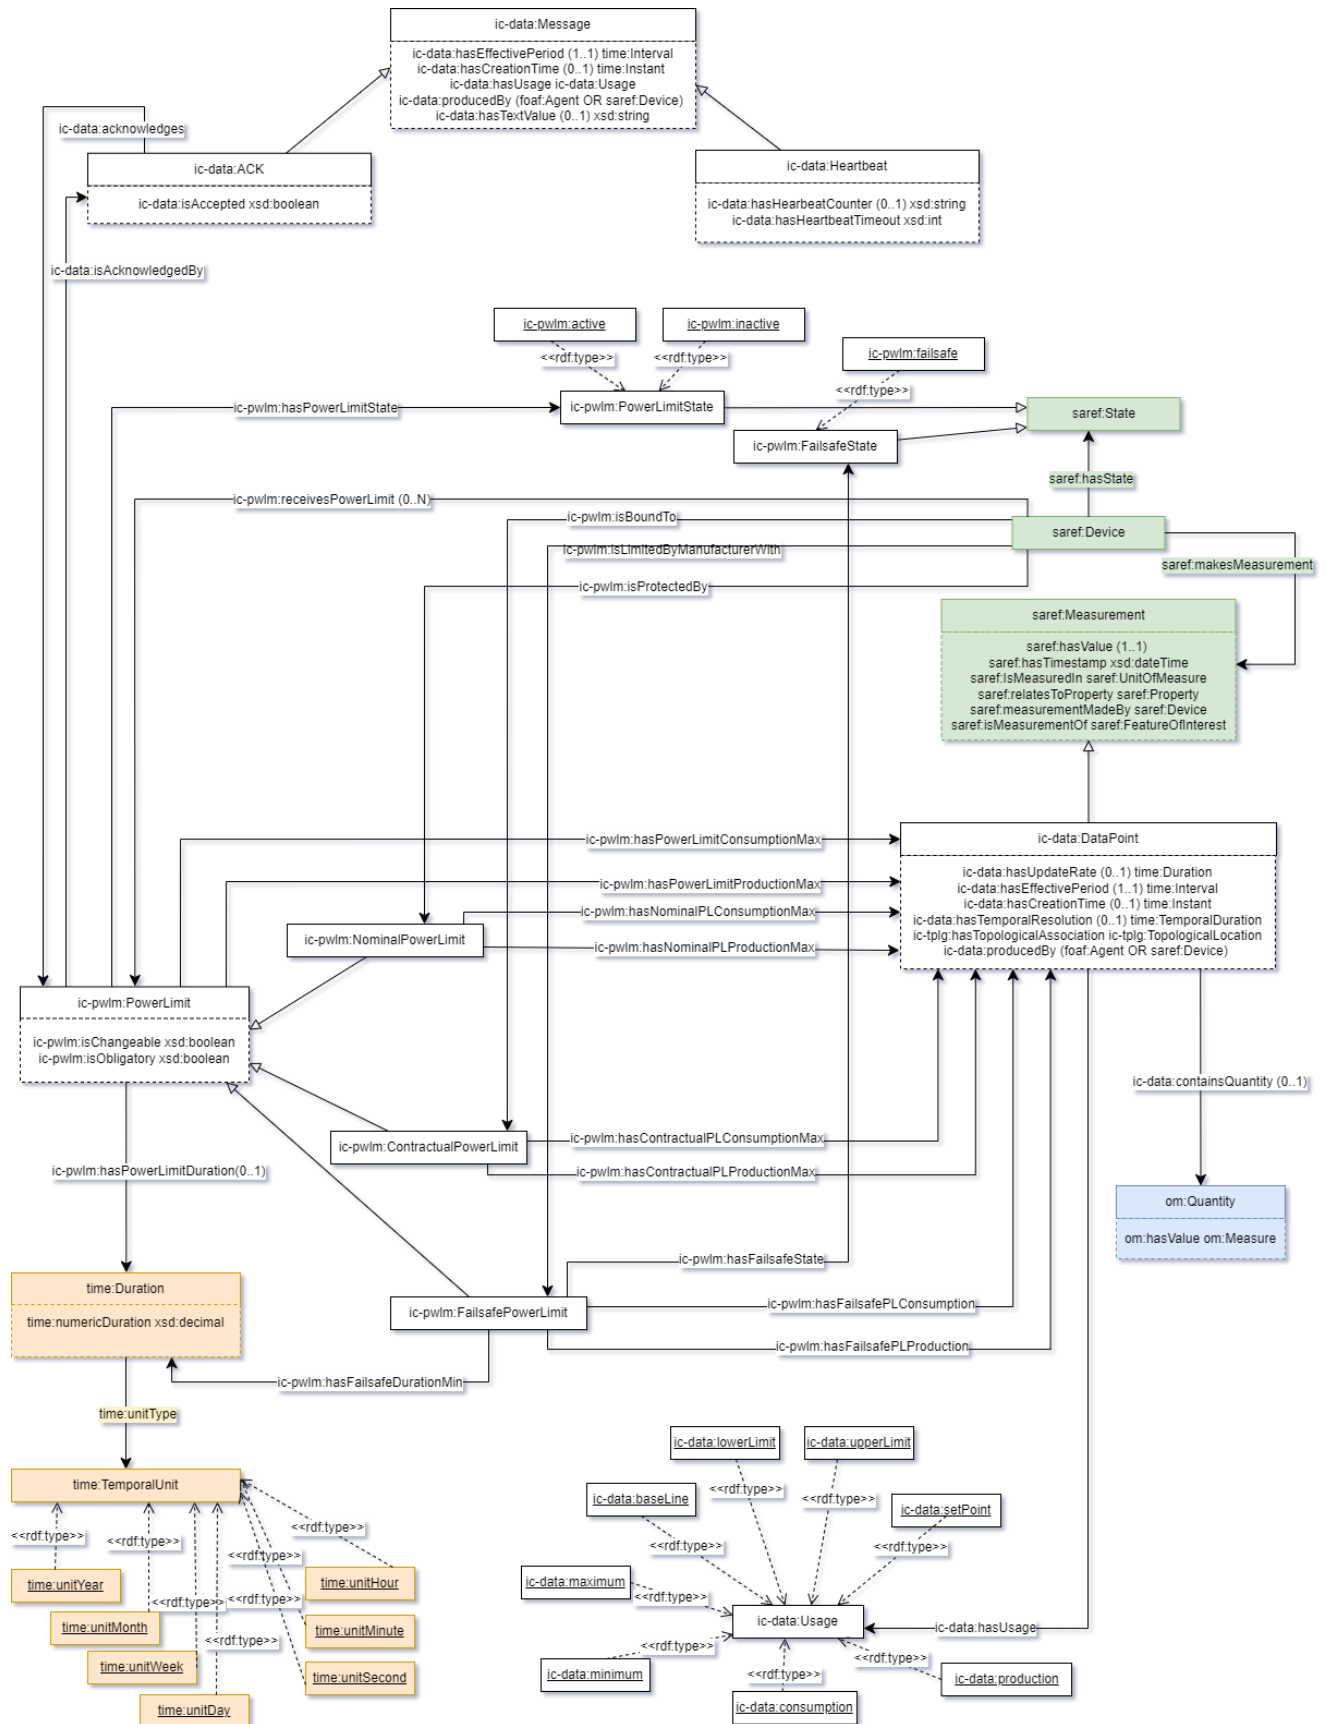 ic-data:Message
ic-data:hasEffectivePeriod (1..1) time:Interval
ic-data:hasCreationTime (0..1) time:Instant
ic-data:hasUsage ic-data:Usage
ic-data:producedBy (foaf:Agent OR saref:Device)
ic-data:hasTextValue (0..1) xsd:string
ic-data:acknowledges
ic-data:ACK
ic-data:isAccepted xsd:boolean
ic-data:Heartbeat
ic-data:hasHearbeatCounter (0..1) xsd:string
ic-data:hasHeartbeatTimeout xsd:int
ic-data:isAcknowledgedBy
ic-pwlm:active
ic-pwlm:inactive
ic-pwlm:failsafe
<<rdf:type>>
<<rdf:type>>
<<rdf:type>>
ic-pwlm:hasPowerLimitState
ic-pwlm:PowerLimitState
saref:State
ic-pwlm:FailsafeState
saref:hasState
ic-pwlm:receivesPowerLimit (0..N)
ic-pwlm:isBoundTo
saref:Device
ic-pwlm:isLimitedByManufacturerWith
saref:makesMeasurement
ic-pwlm:isProtectedBy
saref:Measurement
saref:hasValue (1..1)
saref:hasTimestamp xsd:dateTime
saref:IsMeasuredIn saref:UnitOfMeasure
saref:relatesToProperty saref:Property
saref:measurementMadeBy saref:Device
saref:isMeasurementOf saref:FeatureOfInterest
ic-pwlm:hasPowerLimitConsumptionMax
ic-data:DataPoint
ic-data:hasUpdateRate (0..1) time:Duration
ic-data:hasEffectivePeriod (1..1) time:Interval
ic-data:hasCreationTime (0..1) time:Instant
ic-data:hasTemporalResolution (0..1) time:TemporalDuration
ic-tplg:hasTopologicalAssociation ic-tplg:TopologicalLocation
ic-data:producedBy (foaf:Agent OR saref:Device)
ic-pwlm:hasPowerLimitProductionMax
ic-pwlm:hasNominalPLConsumptionMax
ic-pwlm:NominalPowerLimit
ic-pwlm:hasNominalPLProductionMax
ic-pwlm:PowerLimit
ic-pwlm:isChangeable xsd:boolean
ic-pwlm:isObligatory xsd:boolean
ic-data:containsQuantity (0..1)
ic-pwlm:ContractualPowerLimit
ic-pwlm:hasContractualPLConsumptionMax
ic-pwlm:hasPowerLimitDuration(0..1)
ic-pwlm:hasContractualPLProductionMax
om:Quantity
om:hasValue om:Measure
ic-pwlm:hasFailsafeState
time:Duration
time:numericDuration xsd:decimal
ic-pwlm:FailsafePowerLimit
ic-pwlm:hasFailsafePLConsumption
ic-pwlm:hasFailsafePLProduction
ic-pwlm:hasFailsafeDurationMin
time:unitType
ic-data:lowerLimit
ic-data:upperLimit
time:TemporalUnit
<<rdf:type>>
<<rdf:type>>
ic-data:baseLine
ic-data:setPoint
<<rdf:type>>
<<rdf:type>>
<<rdf:type>>
<<rdf:type>>
<<rdf:type>>
<<rdf:type>>
time:unitYear
time:unitHour
ic-data:maximum
<<rdf:type>>
<<rdf:type>>
<<rdf:type>>
<<rdf:type>>
time:unitMonth
time:unitMinute
ic-data:Usage
ic-data:hasUsage
<<rdf:type>>
<<rdf:type>>
time:unitWeek
time:unitSecond
ic-data:minimum
<<rdf:type>>
ic-data:production
time:unitDay
ic-data:consumption